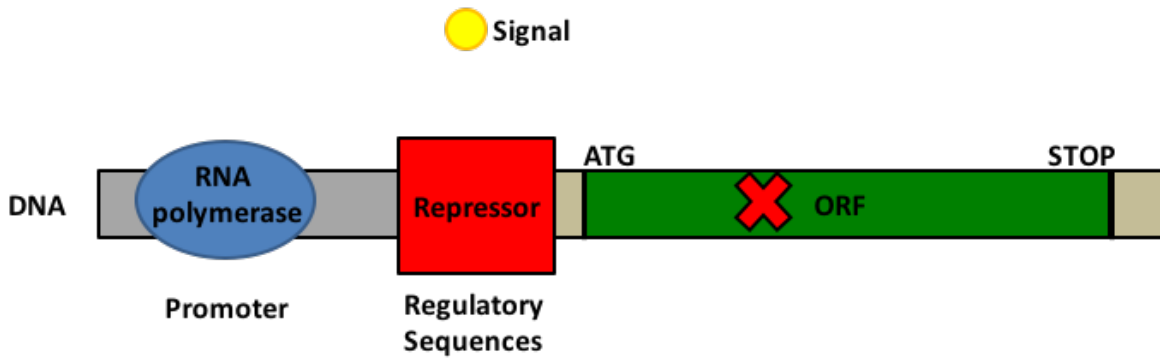 Signal
ATG
STOP
DNA
RNA
polymerase
Repressor
ORF
Promoter
Regulatory
Sequences